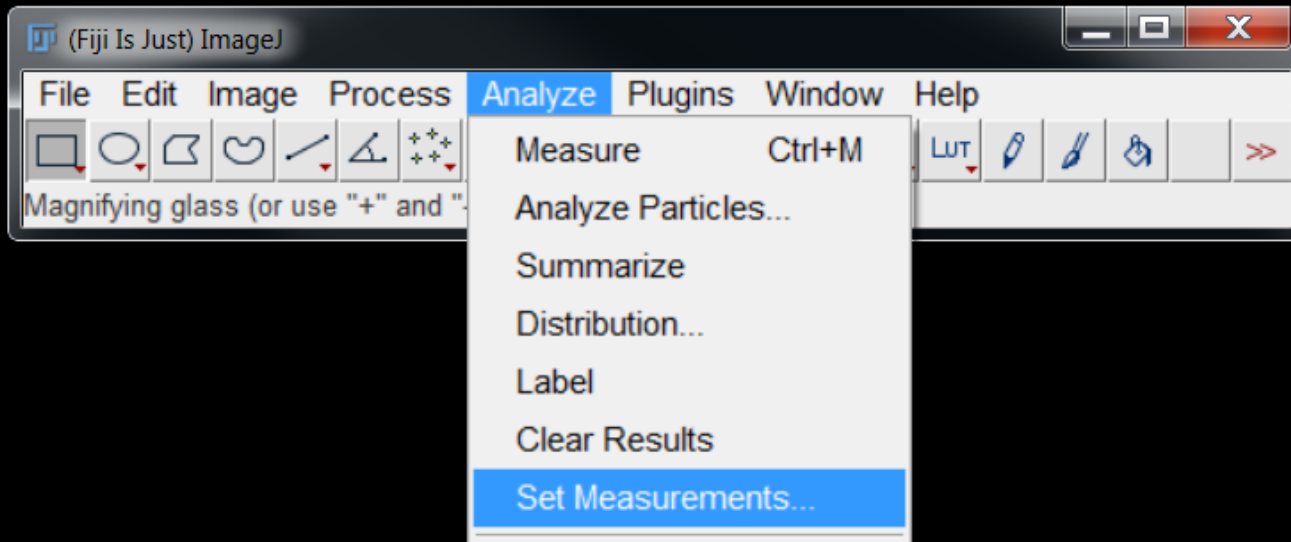 (Fiji Is Just) ImageJ
X
File Edit Image Process Analyze Plugins Window Help
LUT >>
Magnifying glass (or use "+" and "-
Measure Ctrl+M
Analyze Particles...
Summarize
Distribution...
Label
Clear Results
Set Measurements...